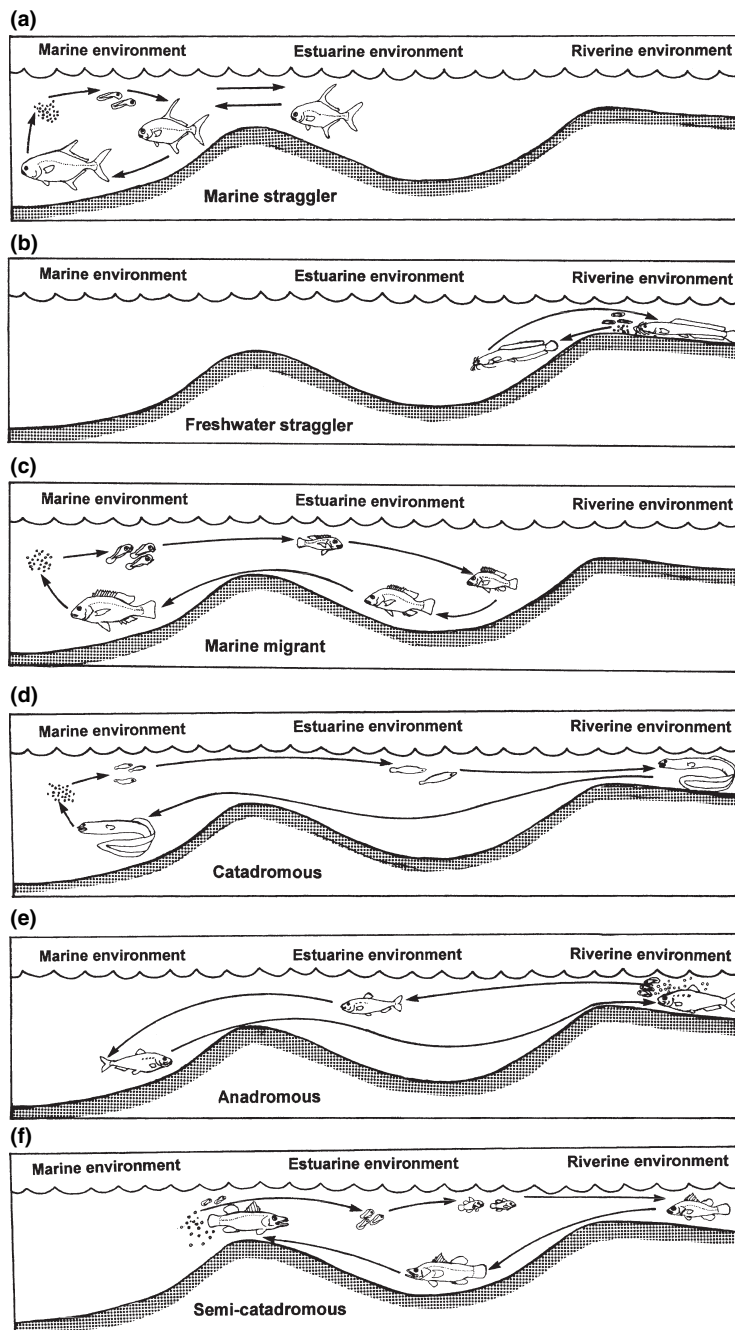 (a)
Marine environment Estuarine environment Riverine environment
Marine straggler
(b)
Marine environment Estuarine environment Riverine environment
Freshwater straggler
(c)
Marine environment Estuarine environment Riverine environment
Marine migrant
(d)
Marine environment Estuarine environment Riverine environment
Catadromous
(e)
Marine environment Estuarine environment Riverine environment
Anadromous
(f)
Marine environment Estuarine environment Riverine environment
Semi-catadromous